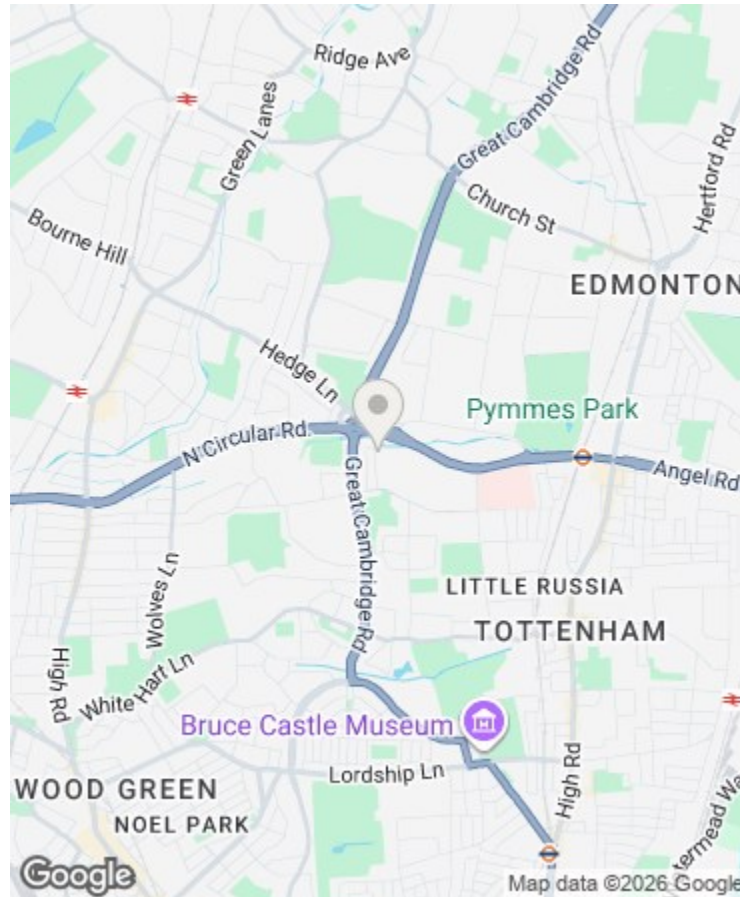 Ridge Ave
Great Cambridge Rd
Green Lanes
Church St
Hertford Rd
Bourne Hill
EDMONTON
Hedge Ln
Pymmes Park
N Circular Rd
Angel Rd
Great Cambridge Rd
Wolves Ln
LITTLE RUSSIA
TOTTENHAM
High Rd
White Hart Ln
Bruce Castle Museum
Lordship Ln
WOOD GREEN
High Rd
NOEL PARK
Google
Map data ©2026 Google